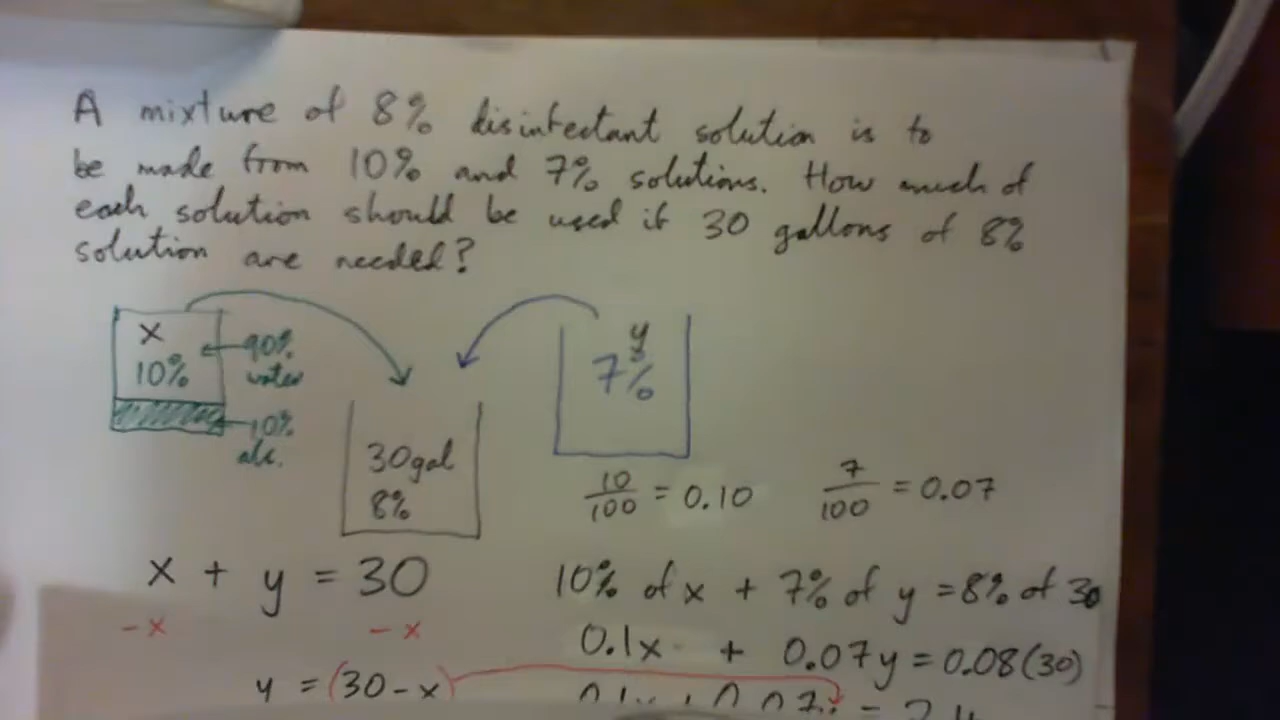 A mixture of 8% disinfectant solution is to
be made from 10% and 7% solutions. How much of
each solution should be used if 30 gallons of 8%
solution are needed?
x
10%
90%
water
10%
alc.
y
7%
30gal
8%
10/100 = 0.10
7/100 = 0.07
x + y = 30
-x -x
y = (30-x)
10% of x + 7% of y = 8% of 30
0.1x + 0.07y = 0.08(30)